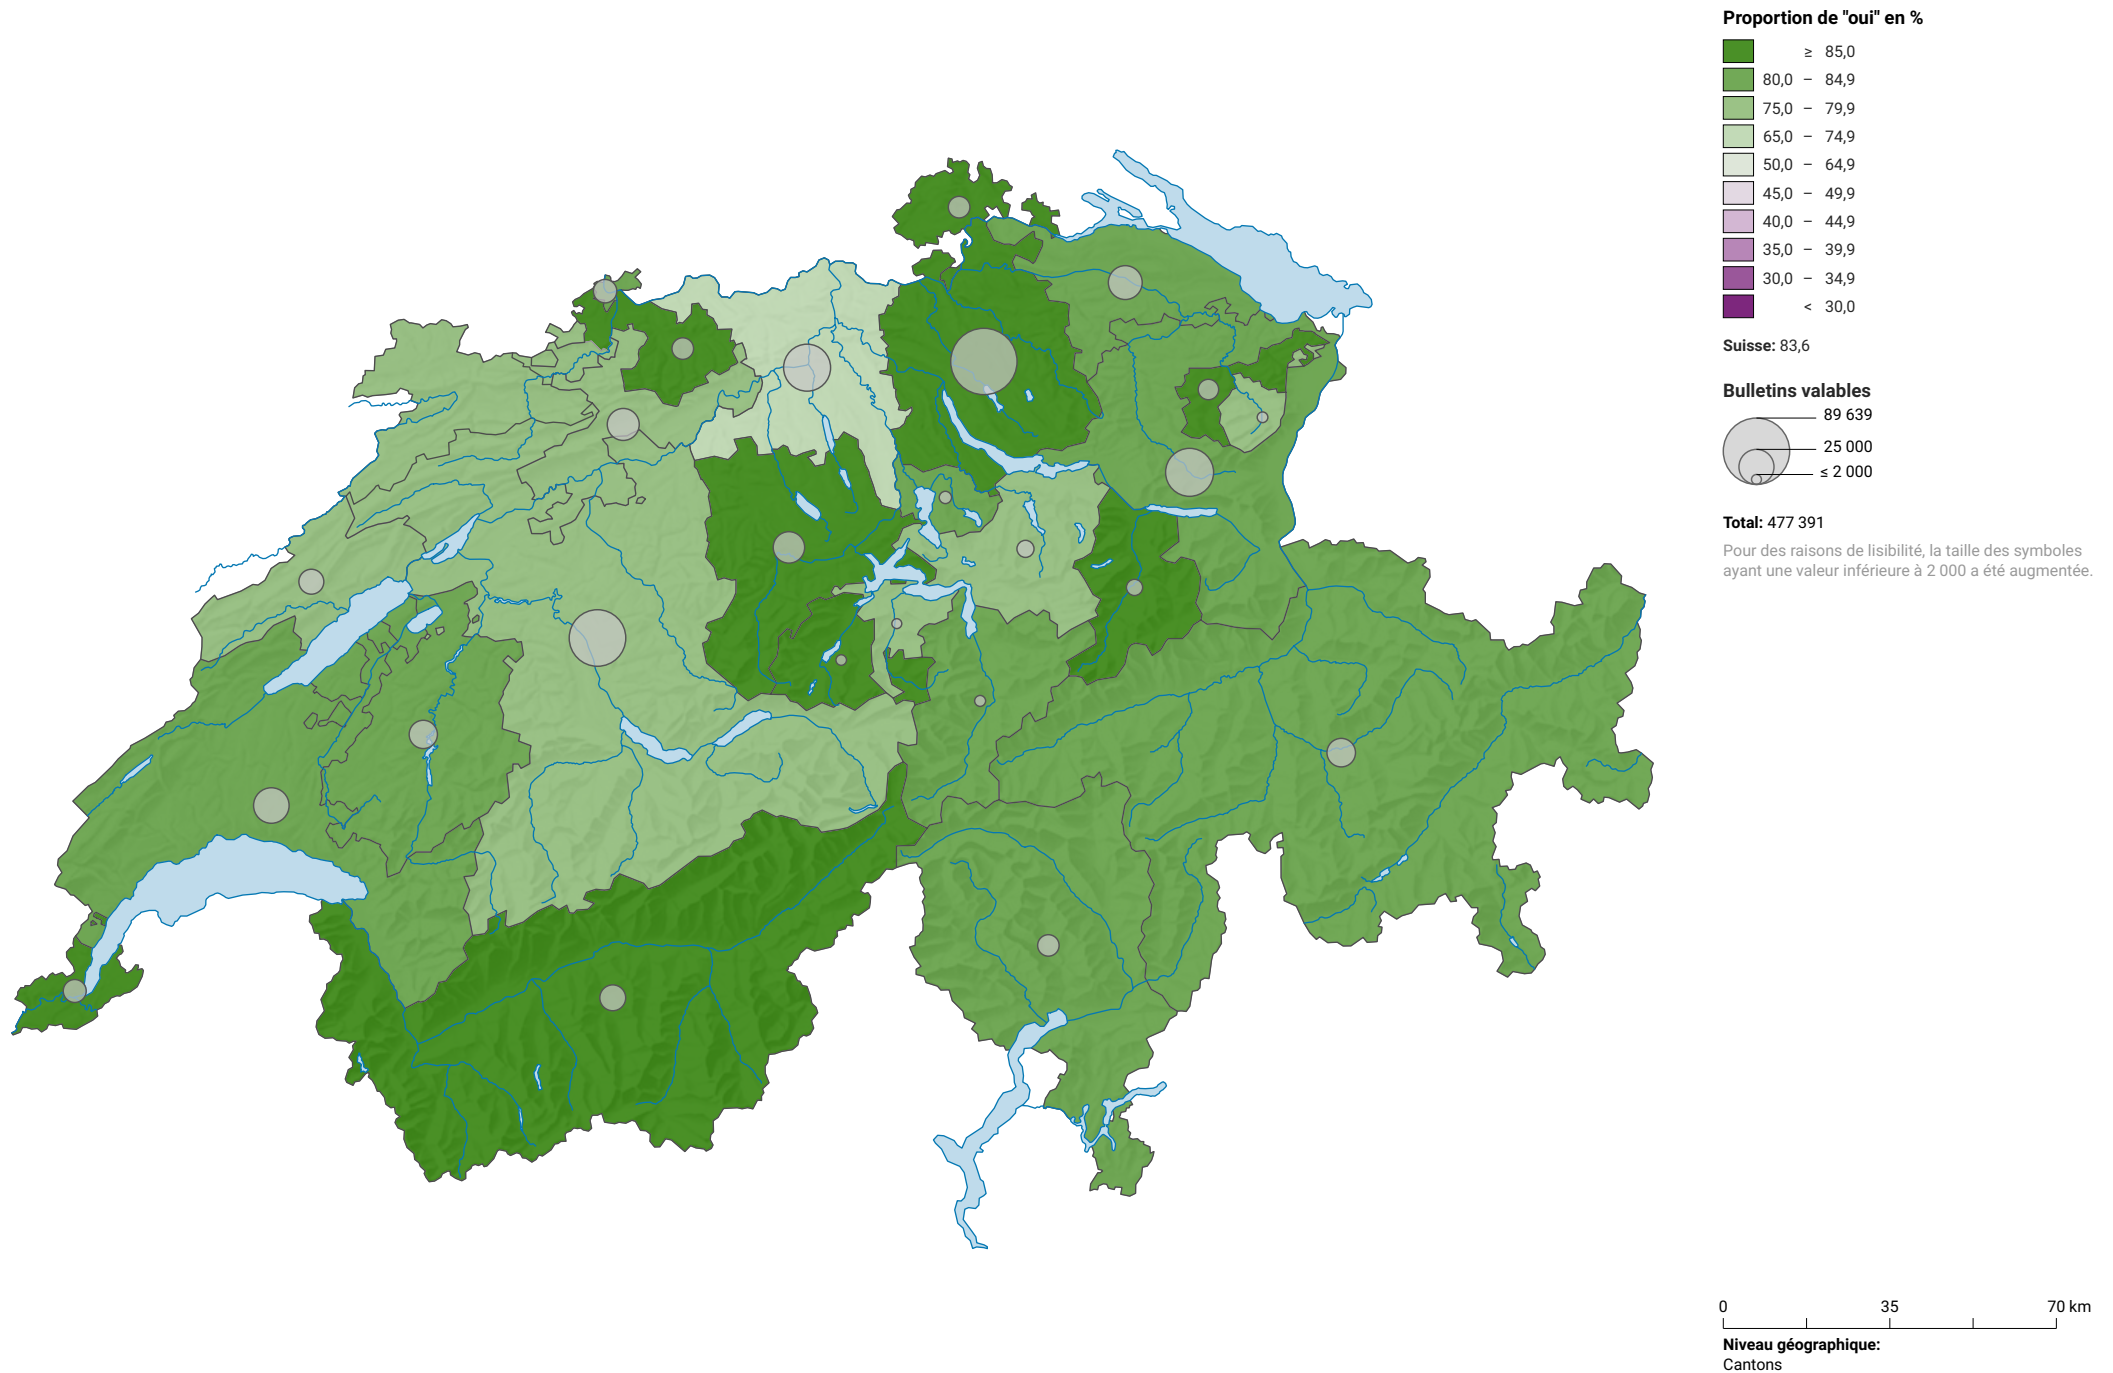 Proportion de "oui" en %
≥ 85,0
80,0 – 84,9
75,0 – 79,9
65,0 – 74,9
50,0 – 64,9
45,0 – 49,9
40,0 – 44,9
35,0 – 39,9
30,0 – 34,9
< 30,0
Suisse: 83,6
Bulletins valables
89 639
25 000
≤ 2 000
Total: 477 391
Pour des raisons de lisibilité, la taille des symboles
ayant une valeur inférieure à 2 000 a été augmentée.
0 35 70 km
Niveau géographique:
Cantons